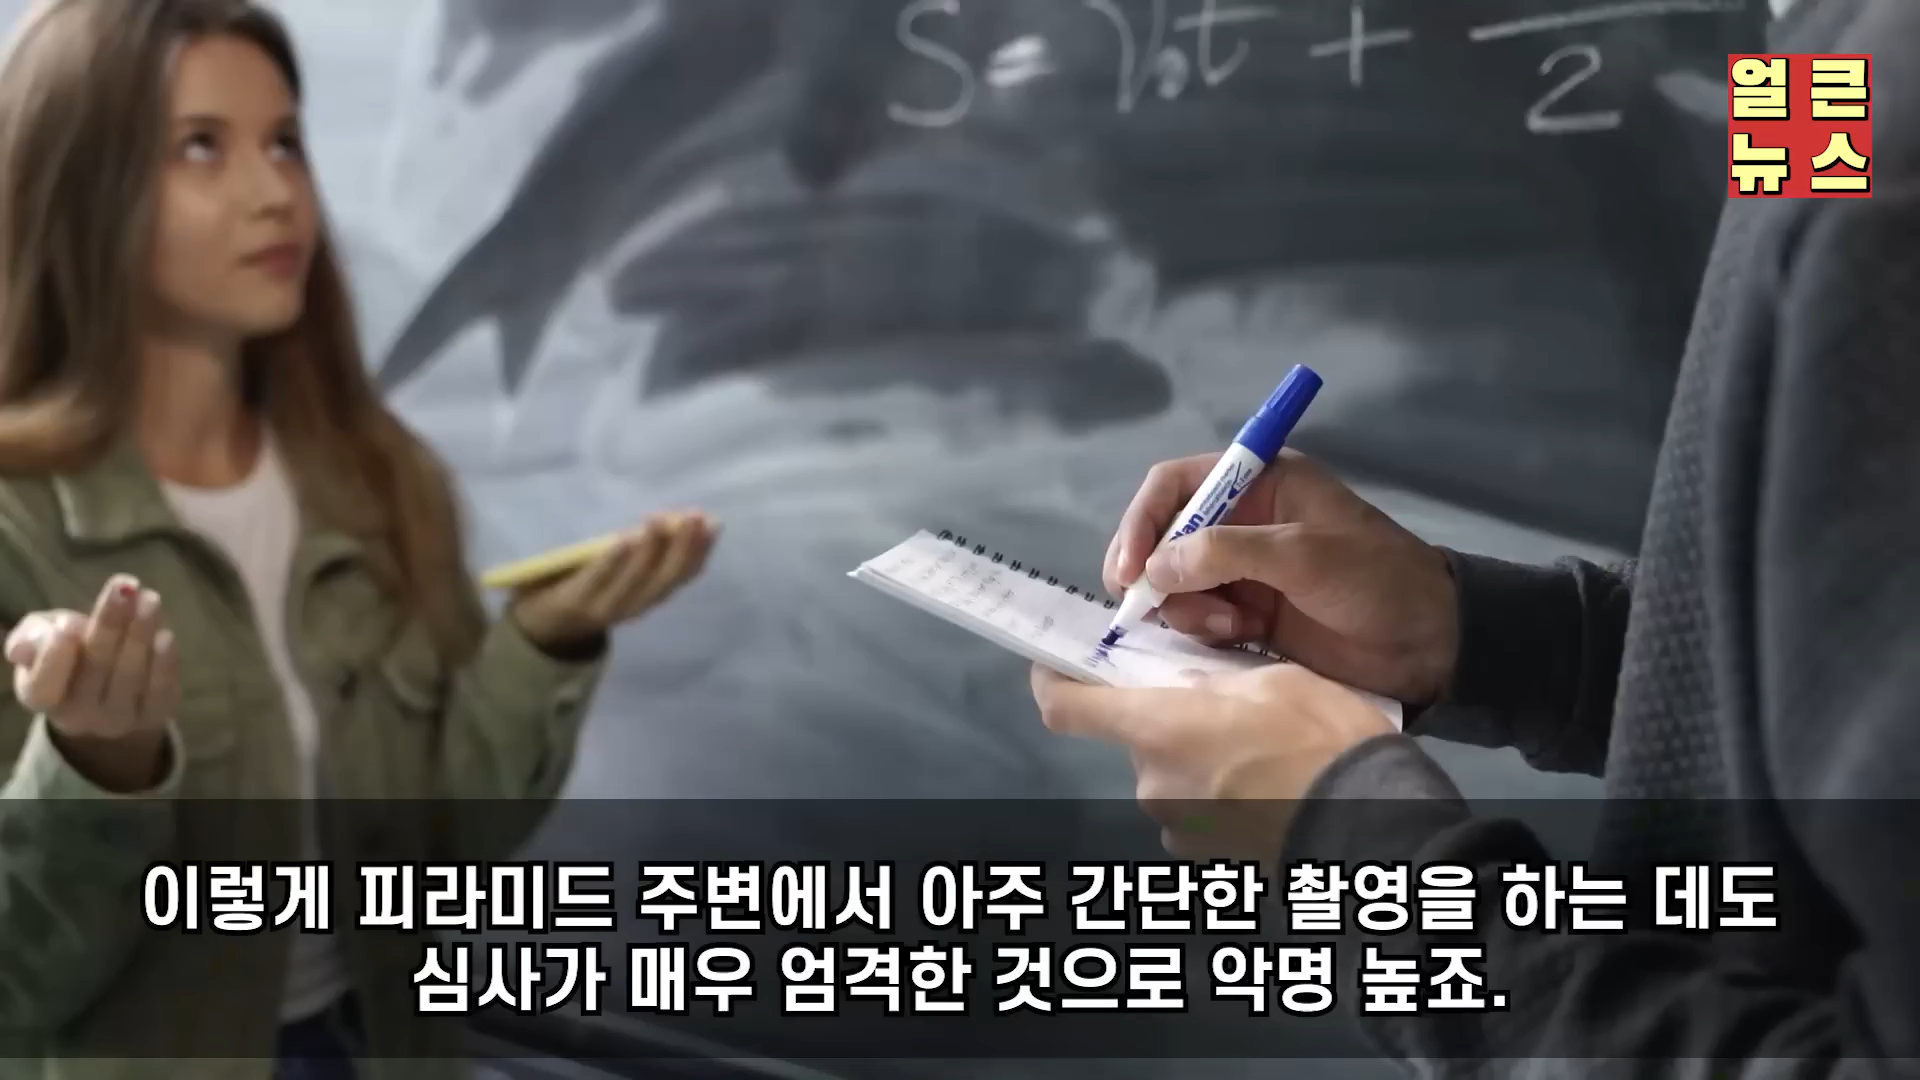 S = V₀t + 
2
얼큰
뉴스
이렇게 피라미드 주변에서 아주 간단한 촬영을 하는 데도
심사가 매우 엄격한 것으로 악명 높죠.